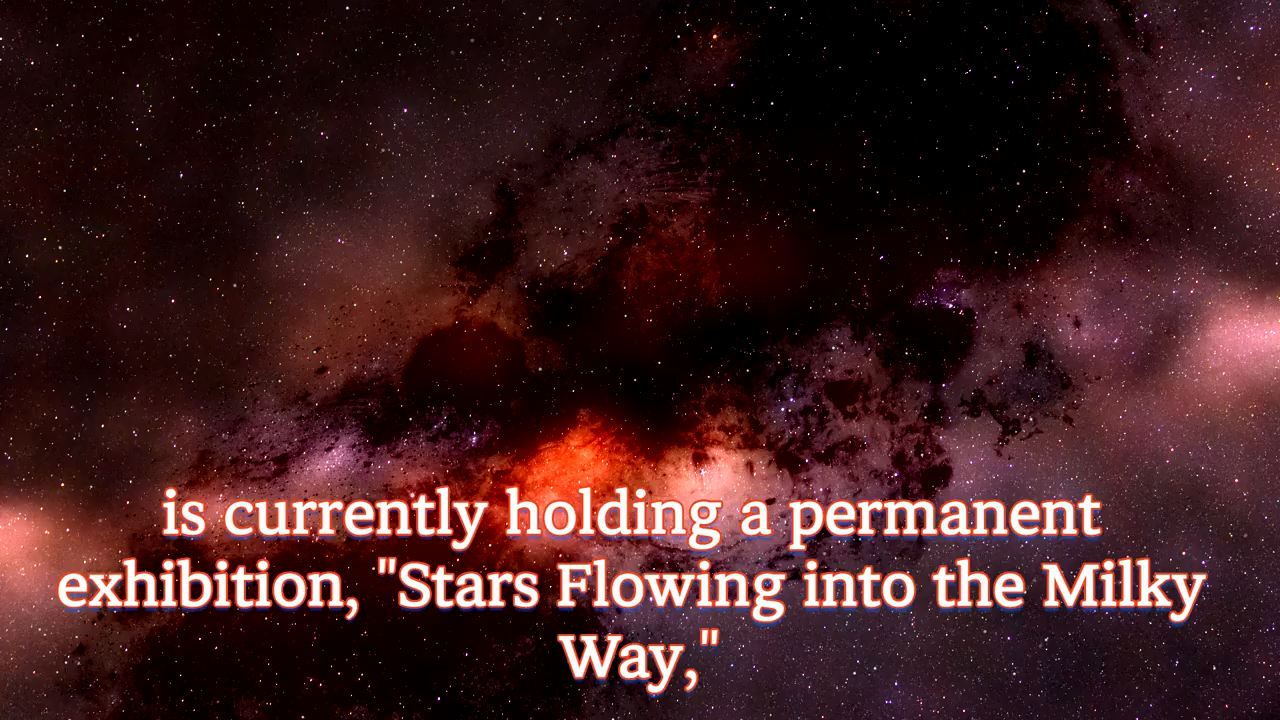 is currently holding a permanent
exhibition, "Stars Flowing into the Milky
Way,"